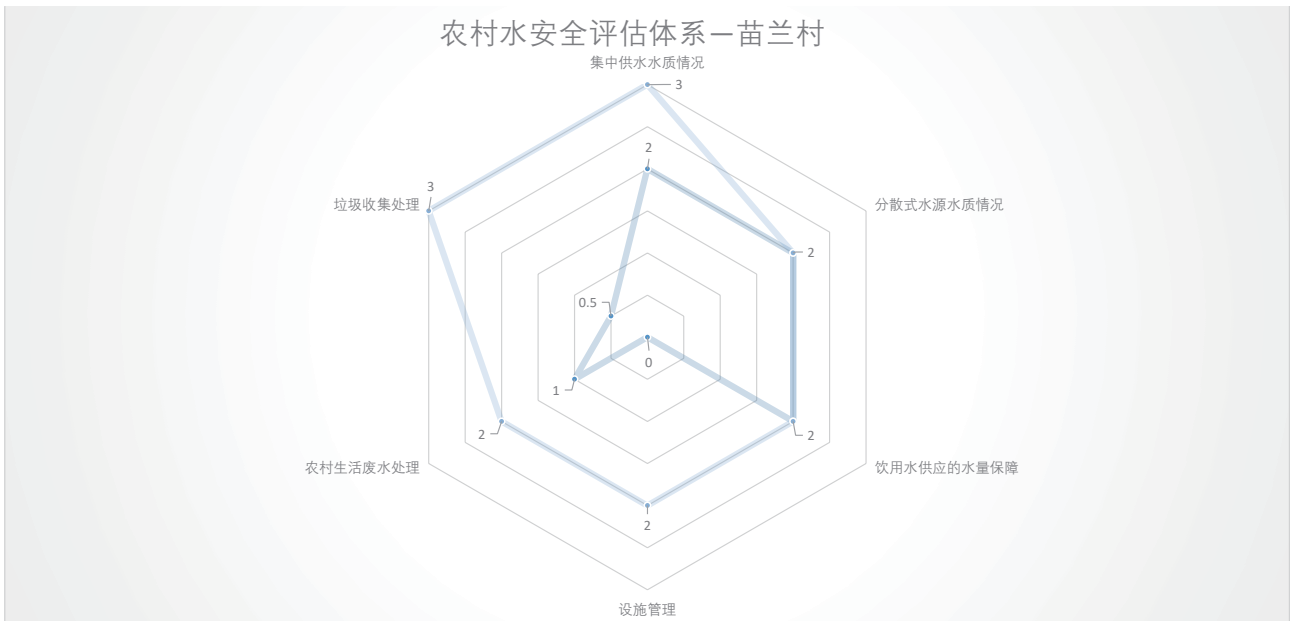 农村水安全评估体系—苗兰村
集中供水水质情况
3
2
3
垃圾收集处理
分散式水源水质情况
2
0.5
0
1
2
2
农村生活废水处理
饮用水供应的水量保障
2
设施管理